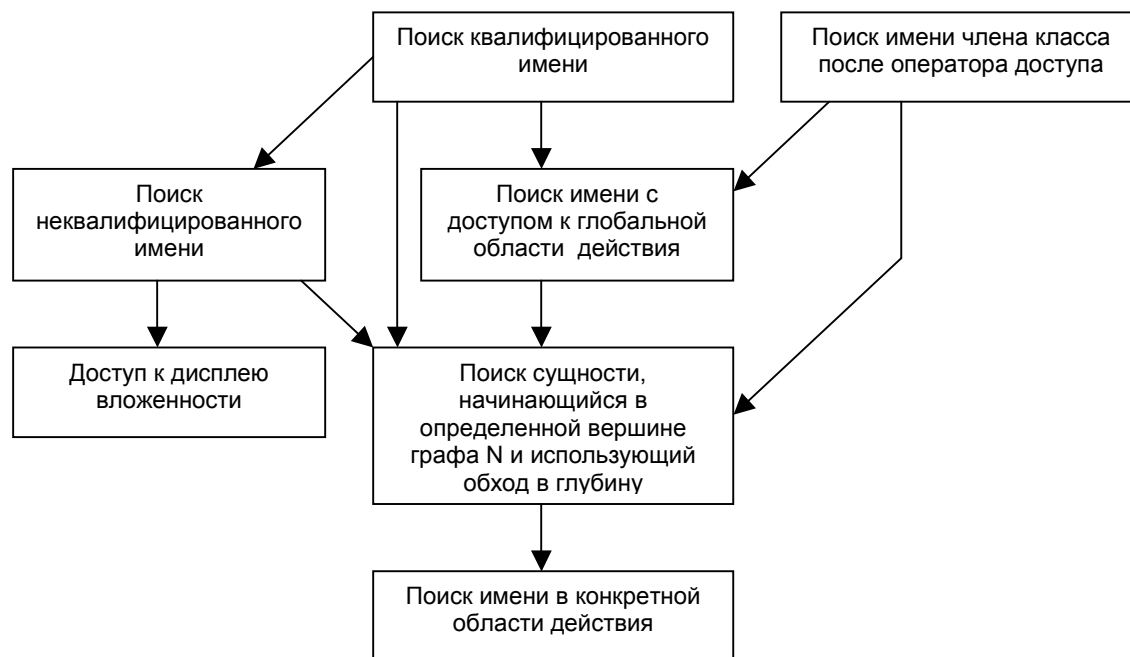 Поиск квалифицированного
имени
Поиск имени члена класса
после оператора доступа
Поиск
неквалифицированного
имени
Поиск имени с
доступом к глобальной
области действия
Доступ к дисплею
вложенности
Поиск сущности,
начинающийся в
определенной вершине
графа N и использующий
обход в глубину
Поиск имени в конкретной
области действия